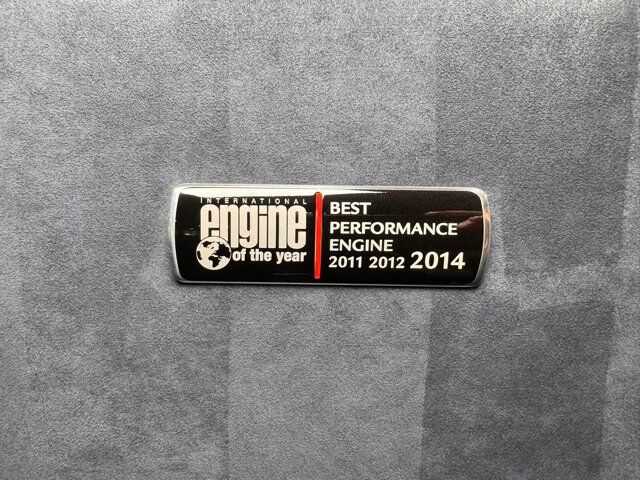 INTERNATIONAL
engine
of the year
BEST
PERFORMANCE
ENGINE
2011 2012 2014